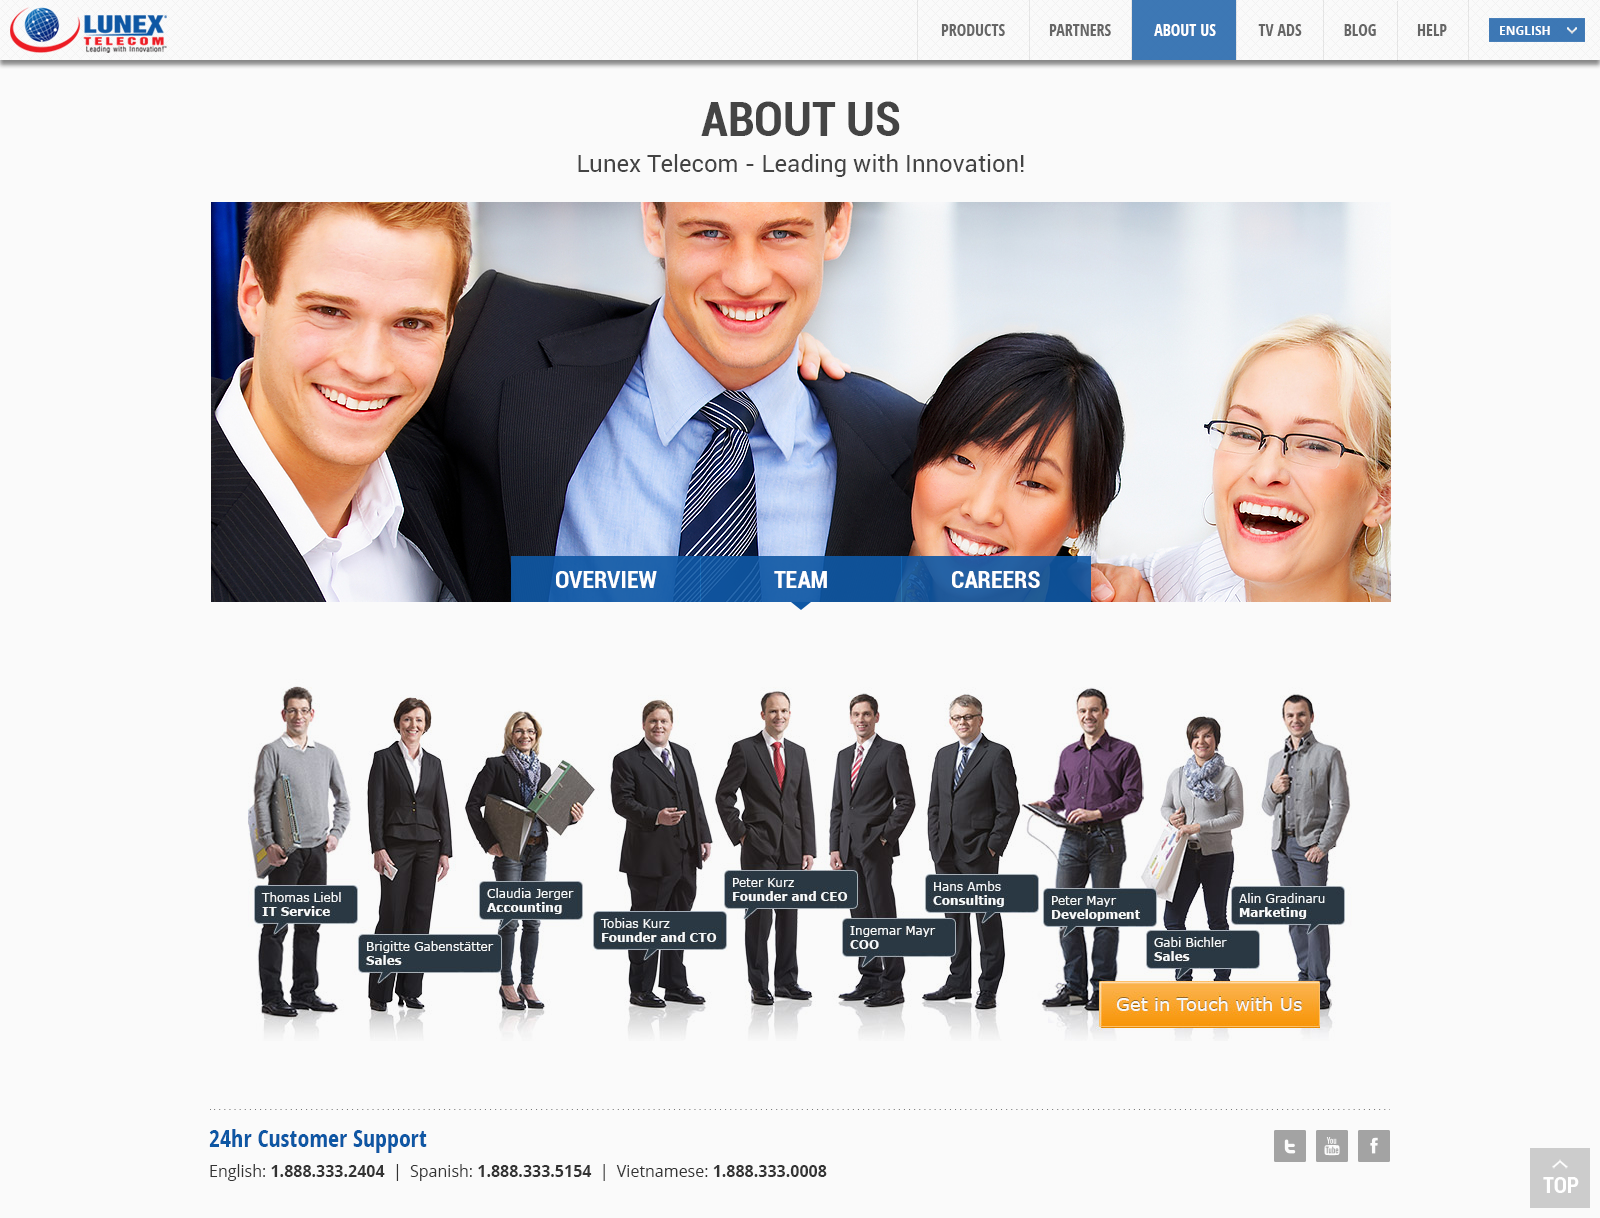 LUNEX
TELECOM
Leading with Innovation!
PRODUCTS
PARTNERS
ABOUT US
TV ADS
BLOG
HELP
ENGLISH
ABOUT US
Lunex Telecom - Leading with Innovation!
OVERVIEW
TEAM
CAREERS
Thomas Liebl
IT Service
Brigitte Gabenstätter
Sales
Claudia Jerger
Accounting
Tobias Kurz
Founder and CTO
Peter Kurz
Founder and CEO
Ingemar Mayr
COO
Hans Ambs
Consulting
Peter Mayr
Development
Gabi Bichler
Sales
Alin Gradinaru
Marketing
Get in Touch with Us
24hr Customer Support
English: 1.888.333.2404 | Spanish: 1.888.333.5154 | Vietnamese: 1.888.333.0008
You
Tube
TOP